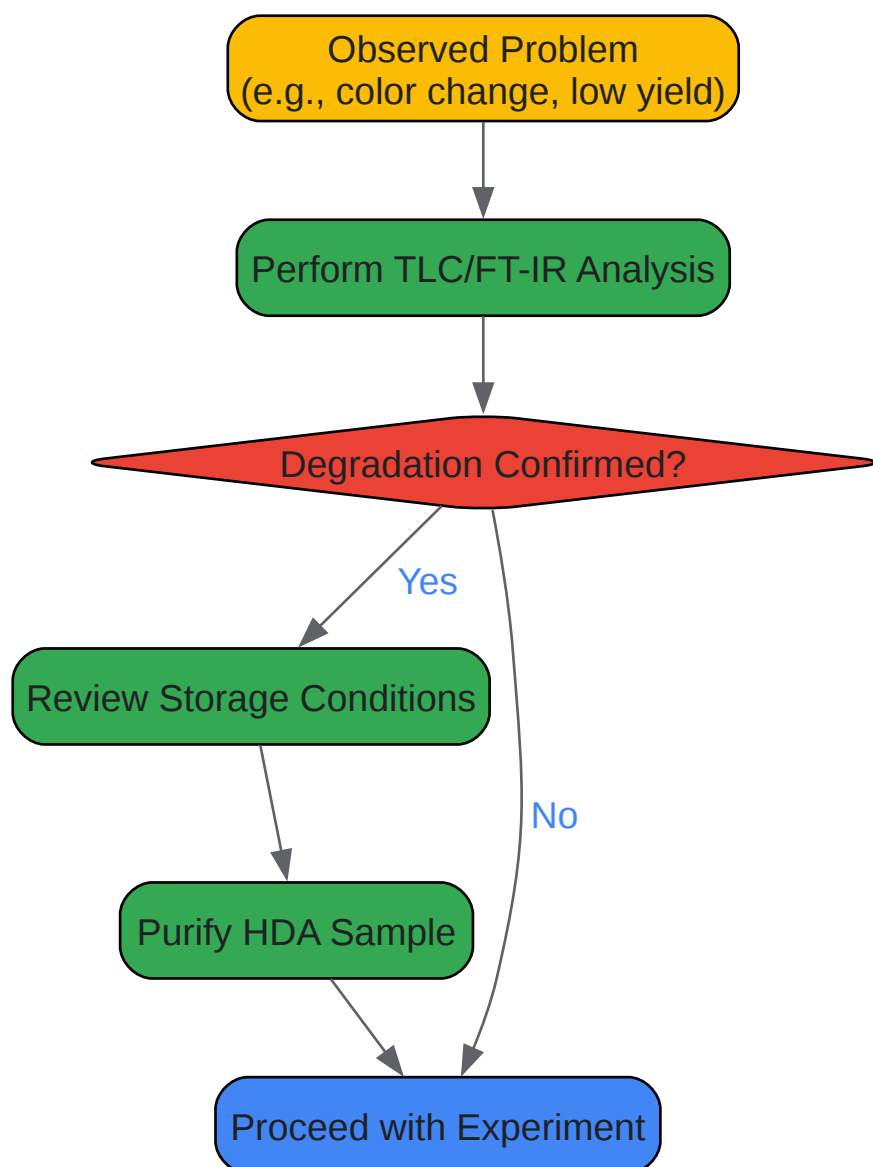 Observed Problem
(e.g., color change, low yield)
Perform TLC/FT-IR Analysis
Degradation Confirmed?
Yes
Review Storage Conditions
No
Purify HDA Sample
Proceed with Experiment